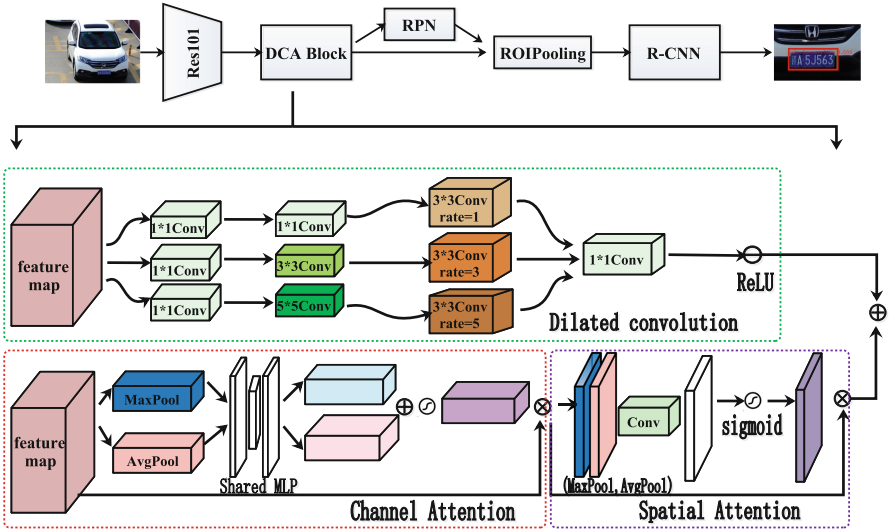 Res101
DCA Block
RPN
ROIPooling
R-CNN
A 5J563
feature
map
1*1Conv
1*1Conv
3*3Conv
rate=1
1*1Conv
3*3Conv
3*3Conv
rate=3
1*1Conv
ReLU
1*1Conv
5*5Conv
3*3Conv
rate=5
Dilated convolution
feature
map
MaxPool
AvgPool
Shared MLP
Channel Attention
Conv
sigmoid
(MaxPool,AvgPool)
Spatial Attention